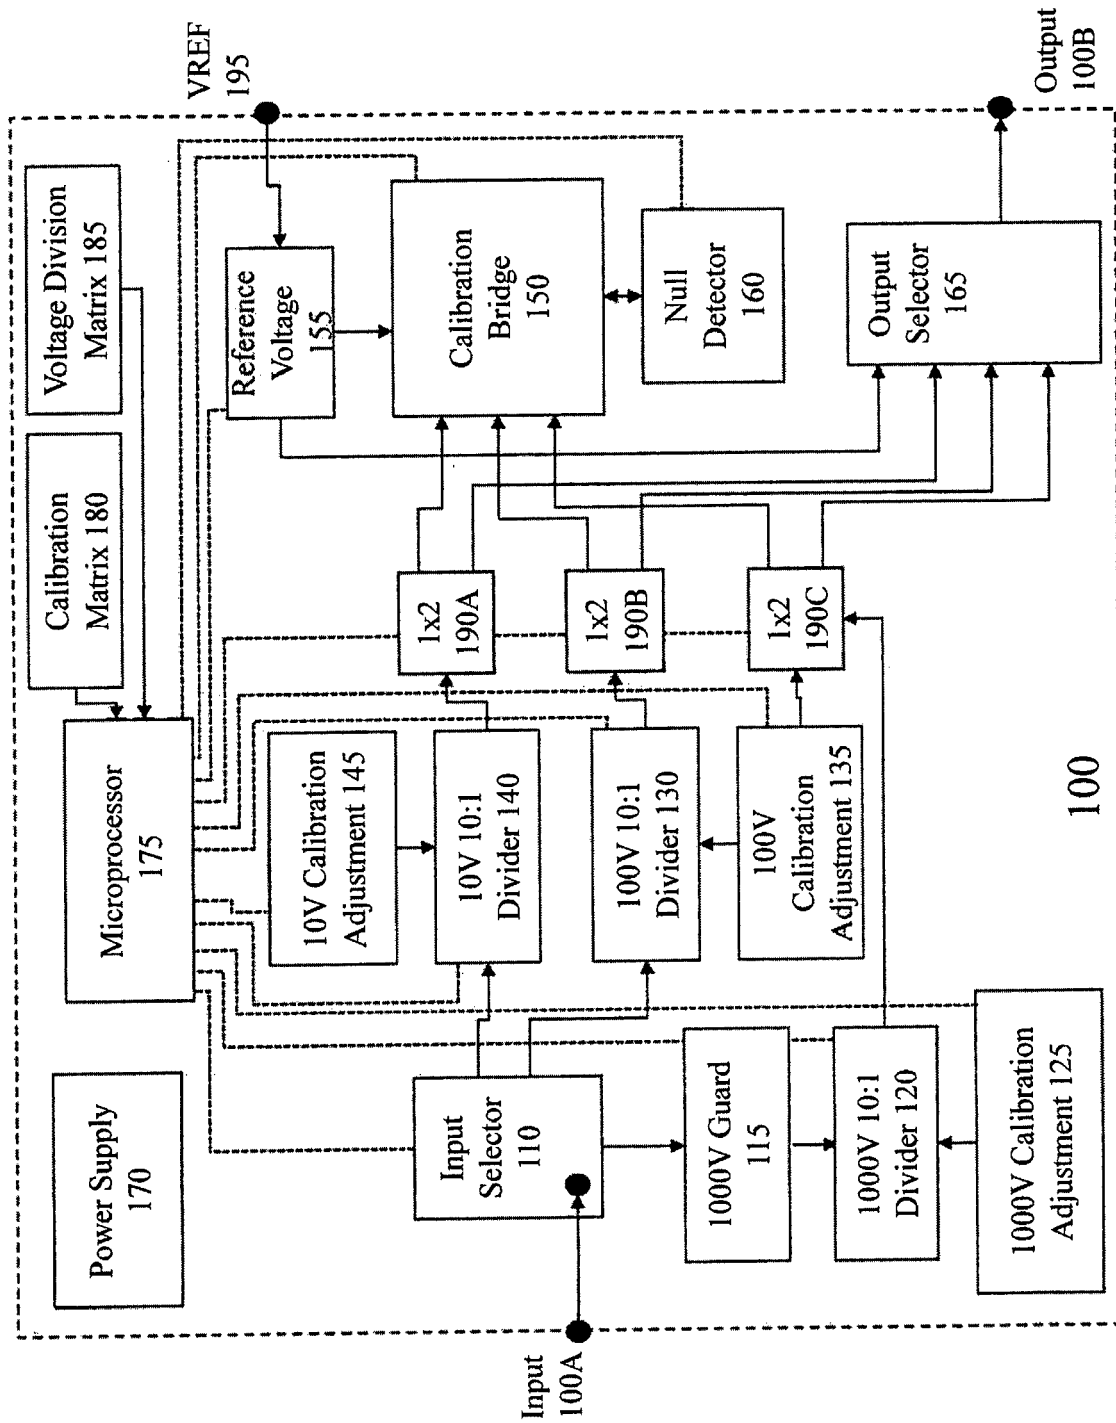 Power Supply
170
Microprocessor
175
Calibration
Matrix 180
Voltage Division
Matrix 185
VREF
195
10V Calibration
Adjustment 145
Reference
Voltage
155
Input
Selector
110
10V 10:1
Divider 140
1x2
190A
Calibration
Bridge
150
Input
100A
100V 10:1
Divider 130
1x2
190B
1000V Guard
115
100V
Calibration
Adjustment 135
1x2
190C
Null
Detector
160
1000V 10:1
Divider 120
Output
Selector
165
1000V Calibration
Adjustment 125
Output
100B
100